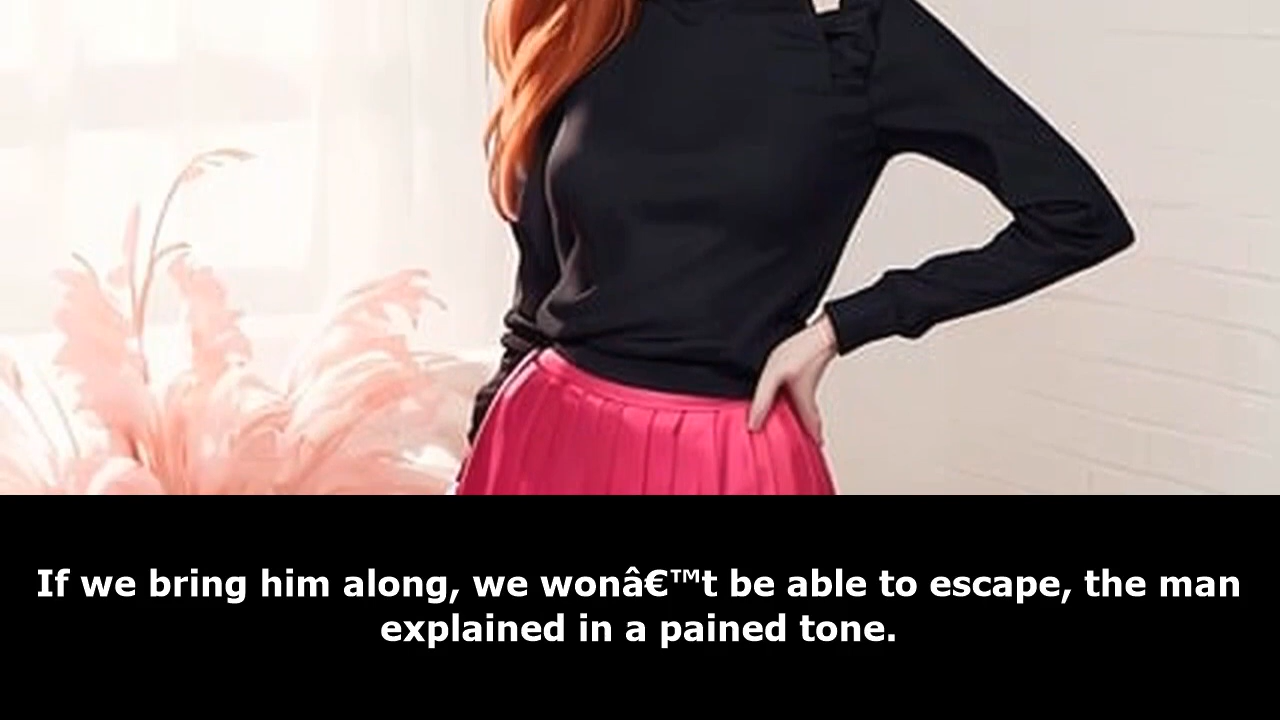 If we bring him along, we wonâ€™t be able to escape, the man
explained in a pained tone.